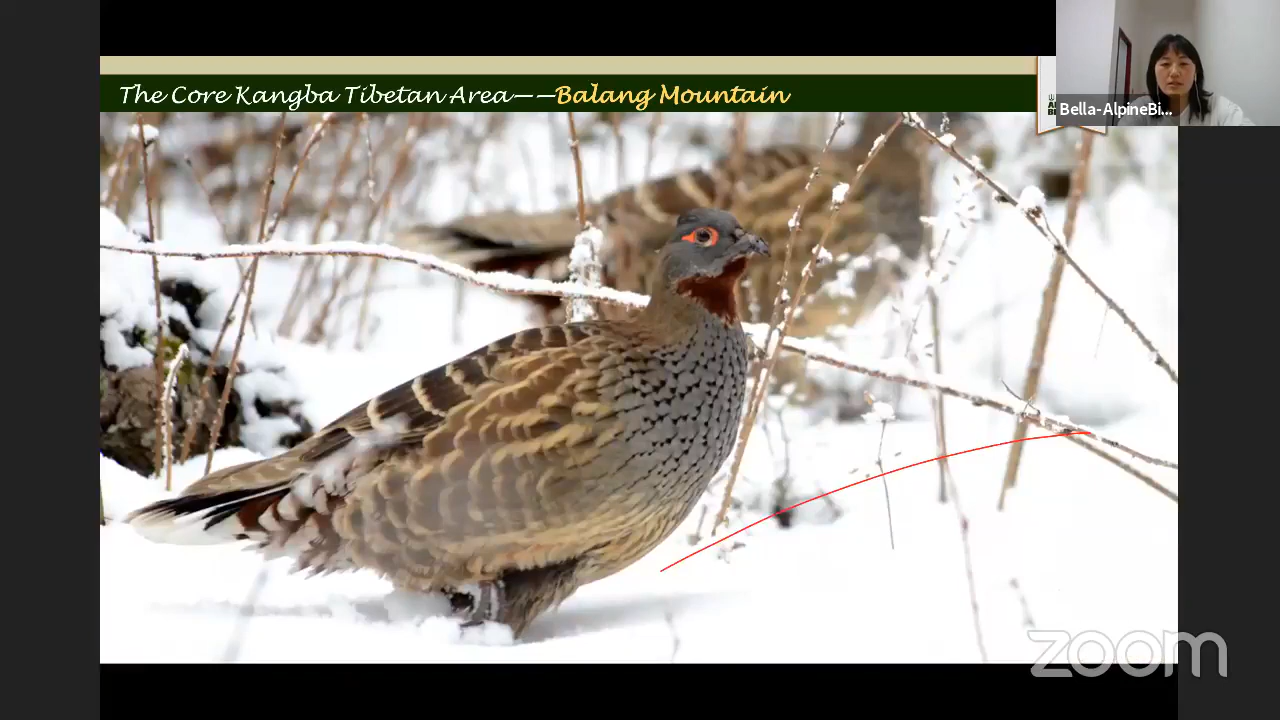 The Core Kangba Tibetan Area——Balang Mountain
Bella-AlpineBi...
zoom